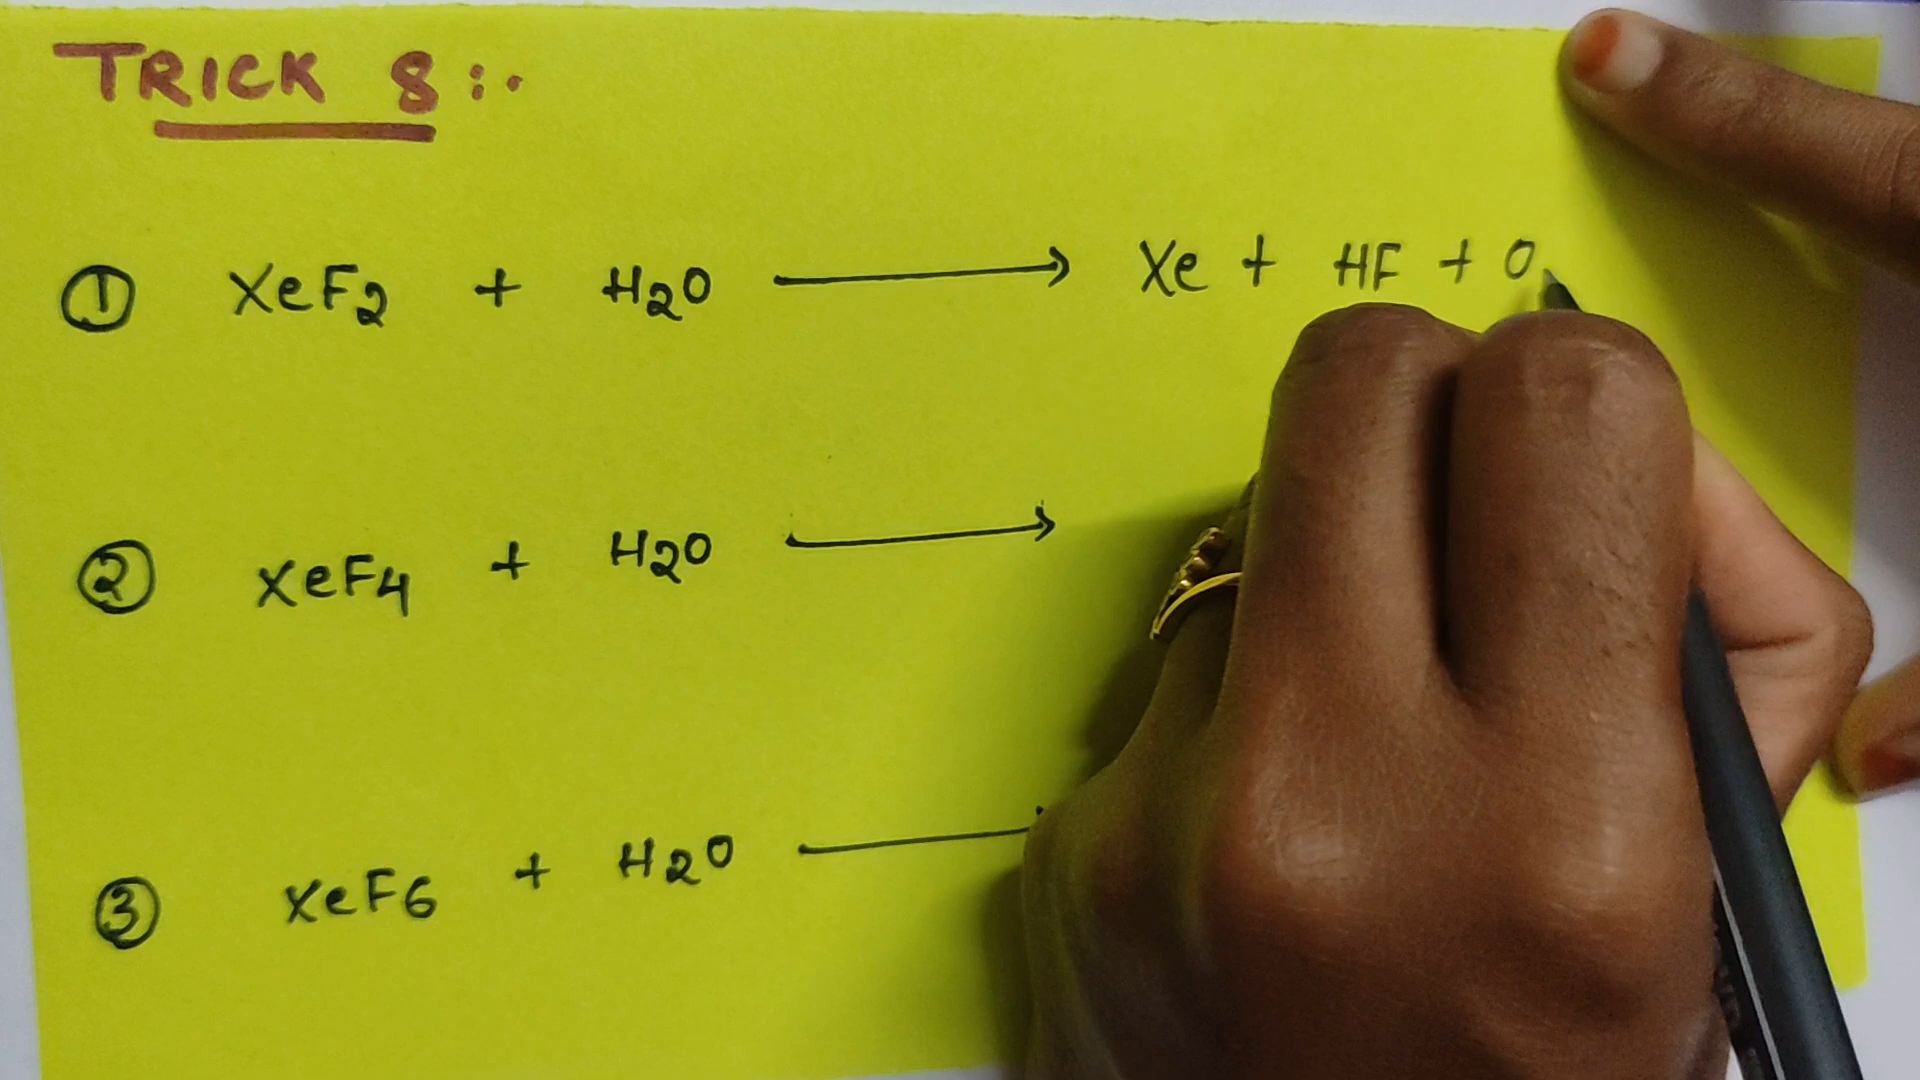 TRICK 8:-
① XeF2 + H2O ⟶ Xe + HF + O
② XeF4 + H2O ⟶
③ XeF6 + H2O ⟶